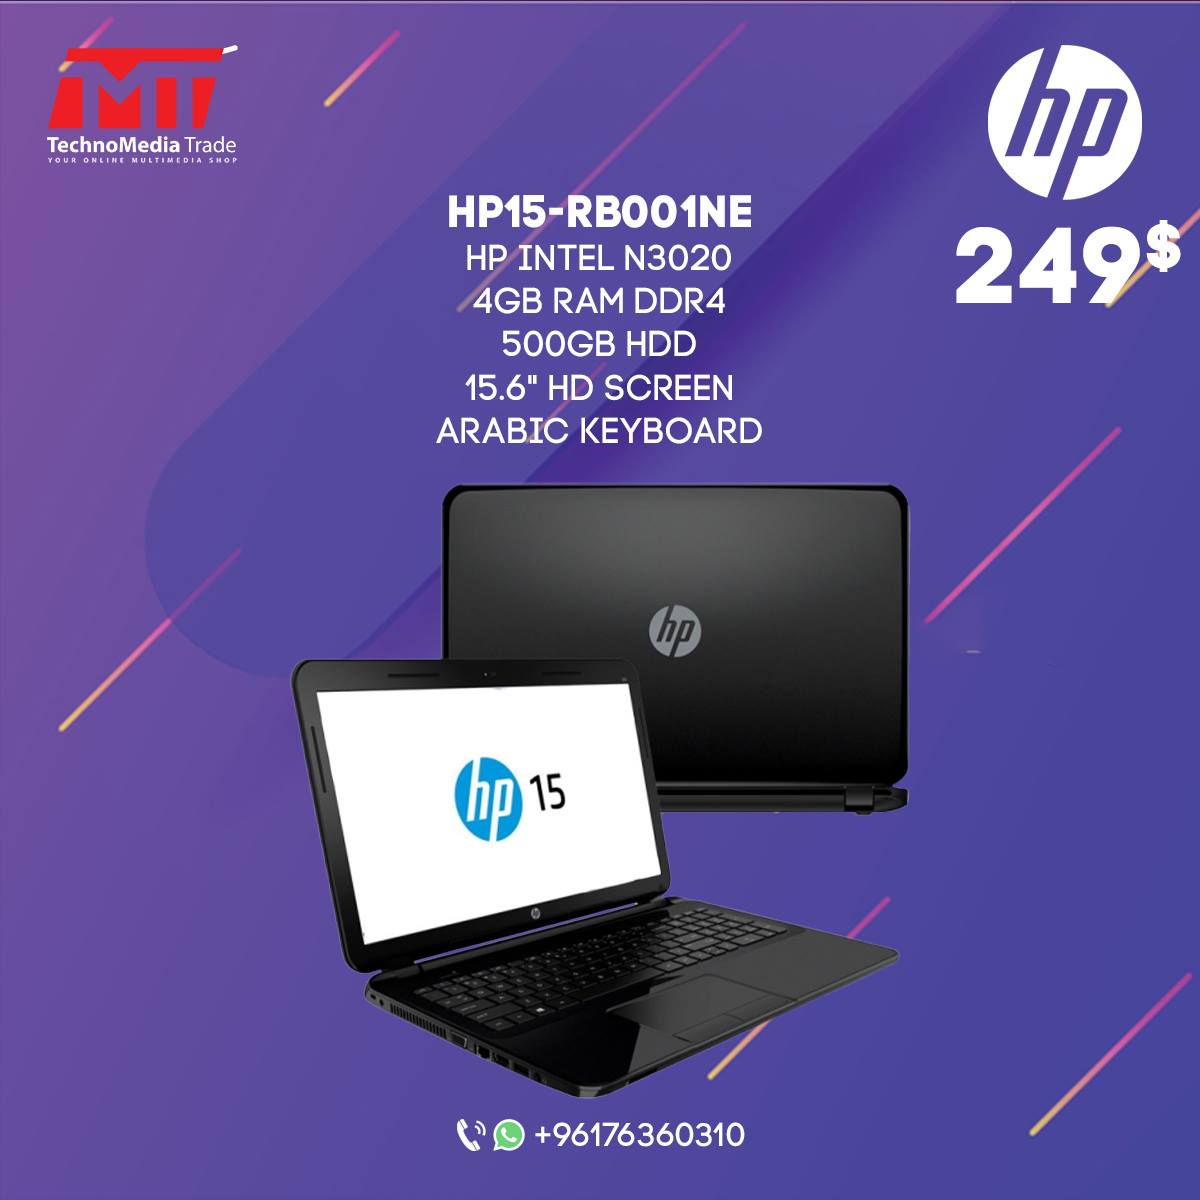 TechnoMedia Trade
YOUR ONLINE MULTIMEDIA SHOP
hp
249$
HP15-RB001NE
HP INTEL N3020
4GB RAM DDR4
500GB HDD
15.6" HD SCREEN
ARABIC KEYBOARD
hp
hp 15
hp
+96176360310